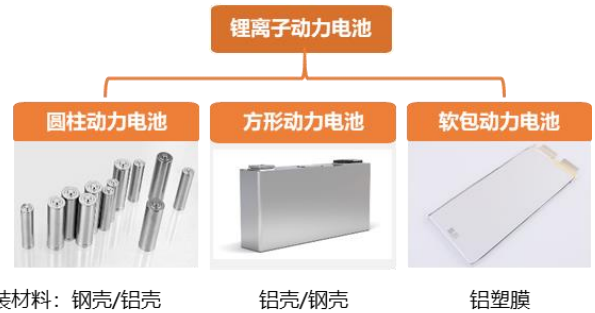 锂离子动力电池
圆柱动力电池 方形动力电池 软包动力电池
装材料：钢壳/铝壳 铝壳/钢壳 铝塑膜